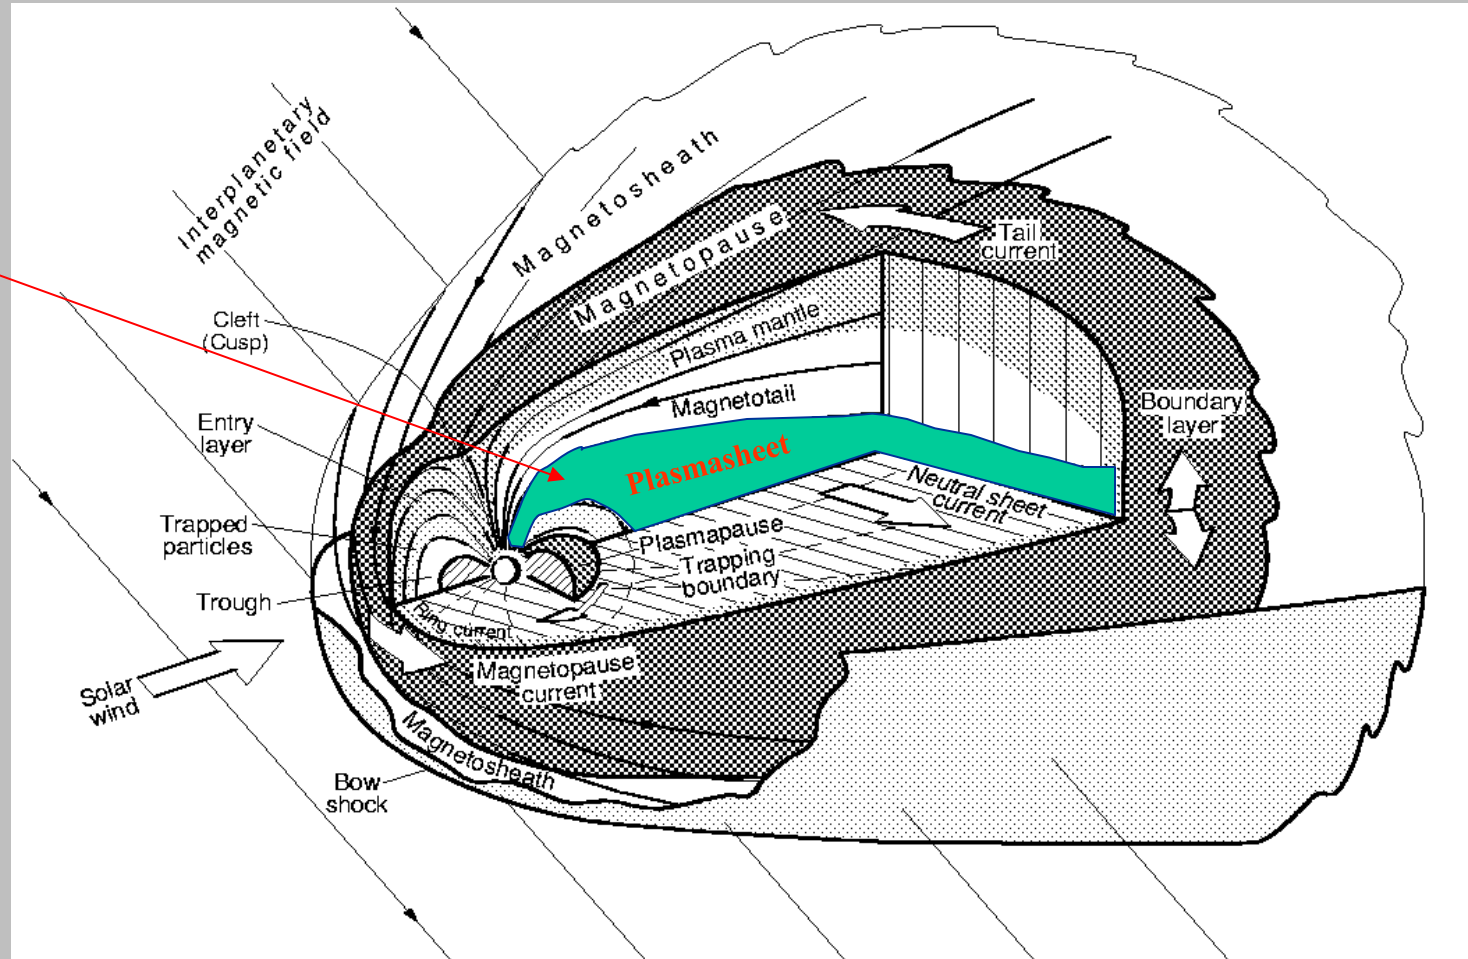 Interplanetary
magnetic field
Magnetosheath
Magnetopause
Tail
current
Cleft
(Cusp)
Plasma mantle
Magnetotail
Entry
layer
Boundary
layer
Plasmasheet
Neutral sheet
current
Trapped
particles
Plasmapause
Trapping
boundary
Trough
Ring current
Magnetopause
current
Solar
wind
Magnetosheath
Bow
shock